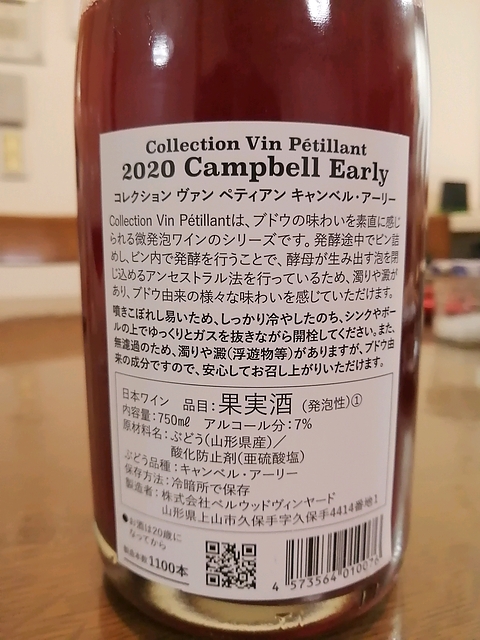 Collection Vin Pétillant
2020 Campbell Early
コレクション ヴァン ペティアン キャンベル・アーリー
Collection Vin Pétillantは、ブドウの味わいを素直に感じ
られる微発泡ワインのシリーズです。発酵途中でビン詰
めし、ビン内で発酵を行うことで、酵母が生み出す泡を閉
じ込めるアンセストラル法を行っているため、濁りや澱が
あり、ブドウ由来の様々な味わいを感じていただけます。
噴きこぼれし易いため、しっかり冷やしたのち、シンクやボー
ルの上でゆっくりとガスを抜きながら開栓してください。また、
無濾過のため、濁りや澱(浮遊物等)がありますが、ブドウ由
来の成分ですので、安心してお召し上がりいただけます。
日本ワイン 品目:果実酒 (発泡性)①
内容量:750㎖ アルコール分:7%
原材料名:ぶどう(山形県産)/
酸化防止剤(亜硫酸塩)
ぶどう品種:キャンベル・アーリー
保存方法:冷暗所で保存
製造者:株式会社ベルウッドヴィンヤード
山形県上山市久保手字久保手4414番地1
●お酒は20歳に
なってから
製造本数 1100本
4 573564 010076